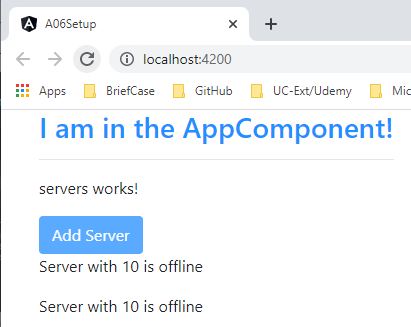 A06Setup
localhost:4200
Apps BriefCase GitHub UC-Ext/Udemy Mic
I am in the AppComponent!
servers works!
Add Server
Server with 10 is offline
Server with 10 is offline